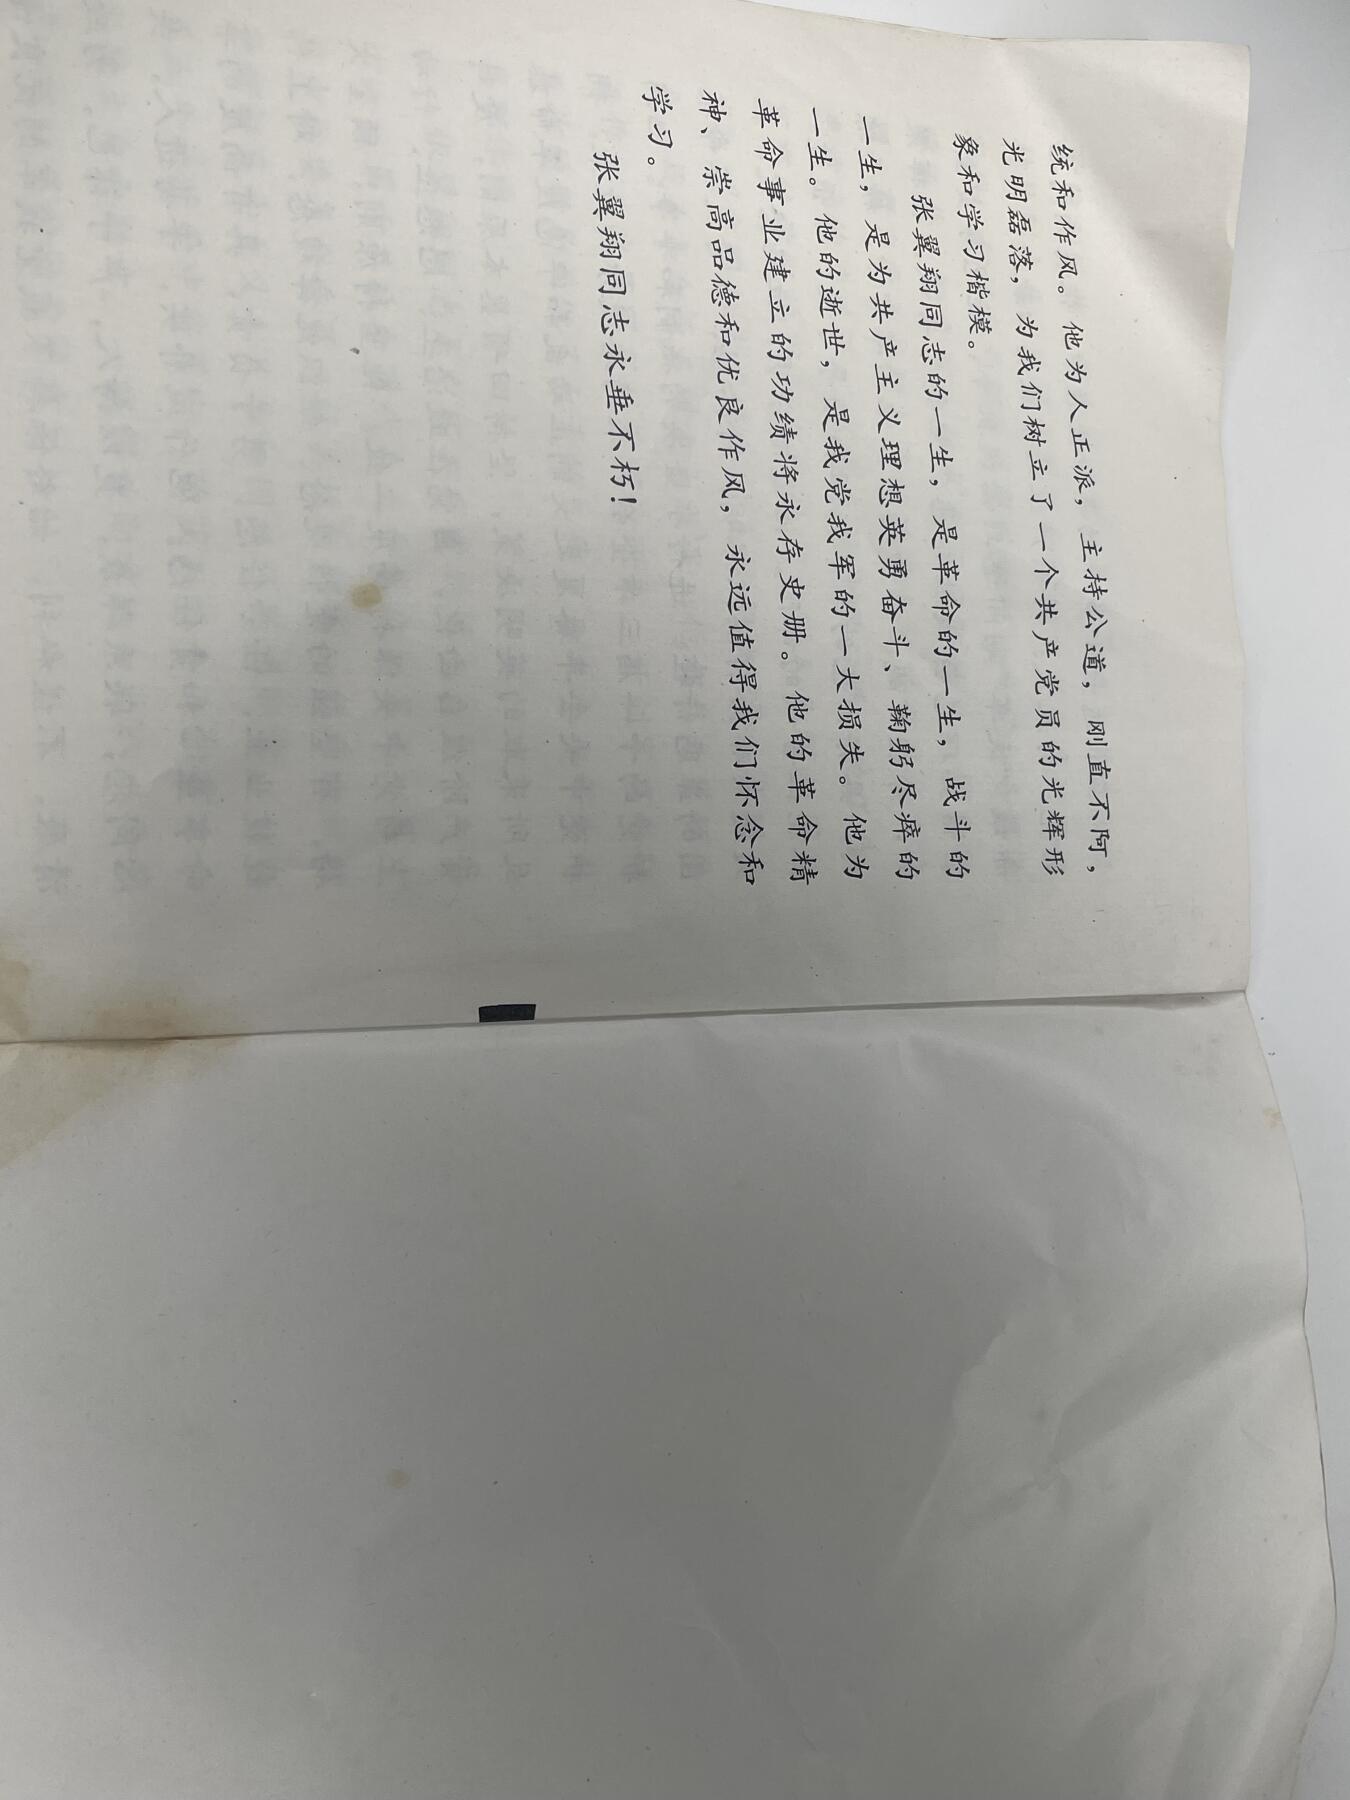 统和作风。他为人正派，主持公道，刚直不阿，
光明磊落，为我们树立了一个共产党员的光辉形
象和学习楷模。
张翼翔同志的一生，是革命的一生，战斗的
一生，是为共产主义理想英勇奋斗、鞠躬尽瘁的
一生。他的逝世，是我党我军的一大损失。他为
革命事业建立的功绩将永存史册。他的革命精
神、崇高品德和优良作风，永远值得我们怀念和
学习。
张翼翔同志永垂不朽！